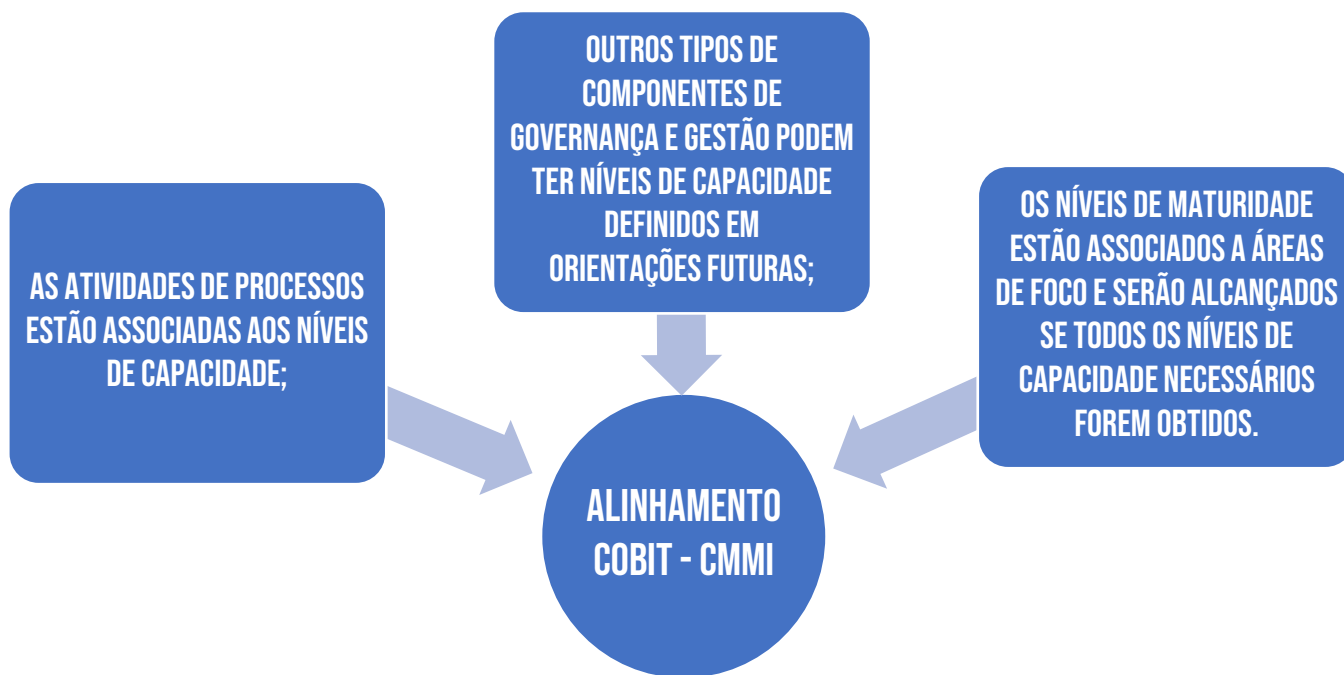 AS ATIVIDADES DE PROCESSOS
ESTÃO ASSOCIADAS AOS NÍVEIS
DE CAPACIDADE;
OUTROS TIPOS DE
COMPONENTES DE
GOVERNANÇA E GESTÃO PODEM
TER NÍVEIS DE CAPACIDADE
DEFINIDOS EM
ORIENTAÇÕES FUTURAS;
OS NÍVEIS DE MATURIDADE
ESTÃO ASSOCIADOS A ÁREAS
DE FOCO E SERÃO ALCANÇADOS
SE TODOS OS NÍVEIS DE
CAPACIDADE NECESSÁRIOS
FOREM OBTIDOS.
ALINHAMENTO
COBIT - CMMI